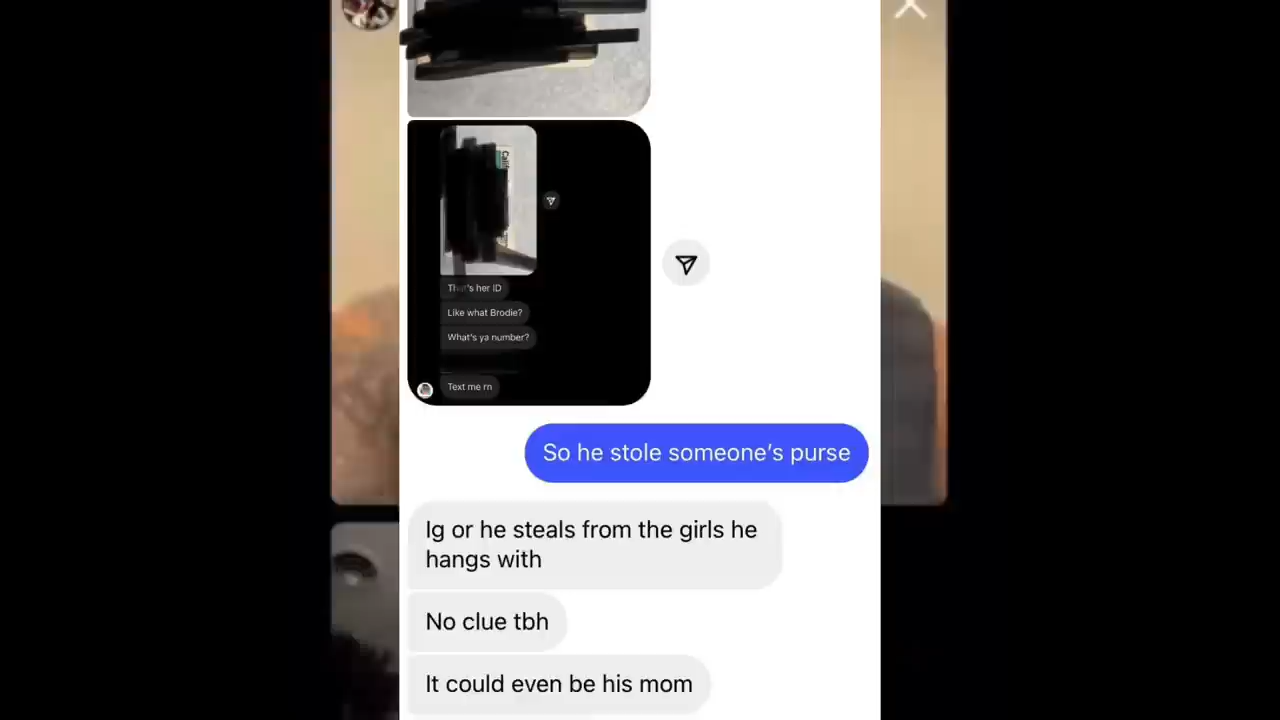 That's her ID
Like what Brodie?
What's ya number?
Text me rn
So he stole someone's purse
Ig or he steals from the girls he
hangs with
No clue tbh
It could even be his mom